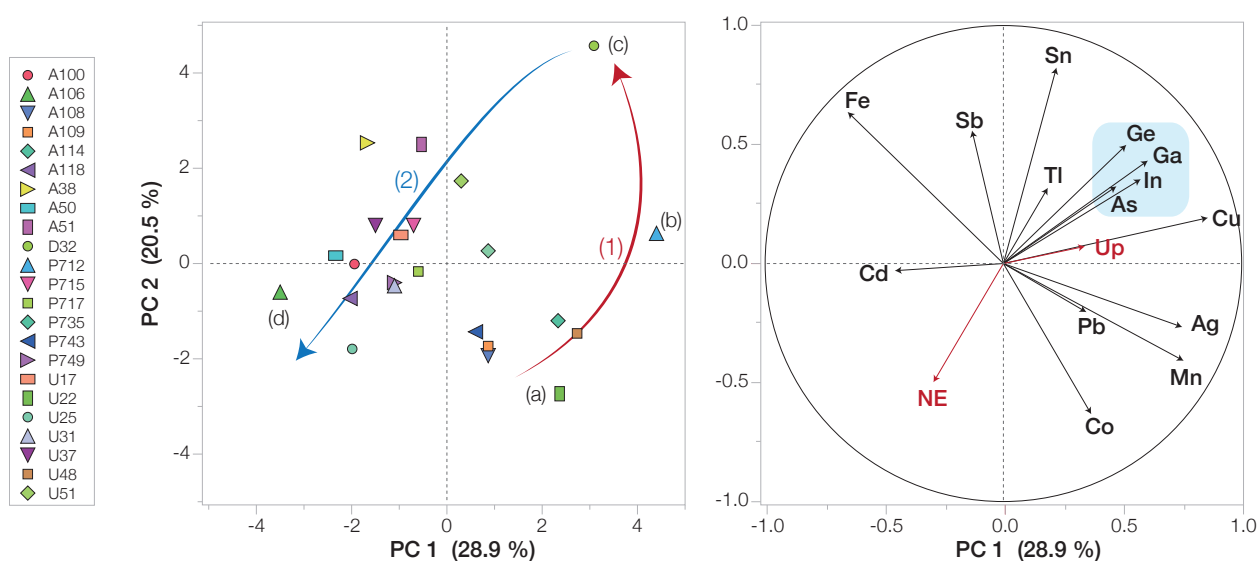 A100
A106
A108
A109
A114
A118
A38
A50
A51
D32
P712
P715
P717
P735
P743
P749
U17
U22
U25
U31
U37
U48
U51
PC 2 (20.5 %)
4
2
0
-2
-4
-4
-2
0
2
4
PC 1 (28.9 %)
(c)
(2)
(b)
(1)
(d)
(a)
1.0
0.5
0.0
-0.5
-1.0
-1.0
-0.5
0.0
0.5
1.0
PC 1 (28.9 %)
Sn
Fe
Sb
Ge
Ga
Tl
In
As
Cu
Up
Cd
Pb
Ag
Mn
NE
Co